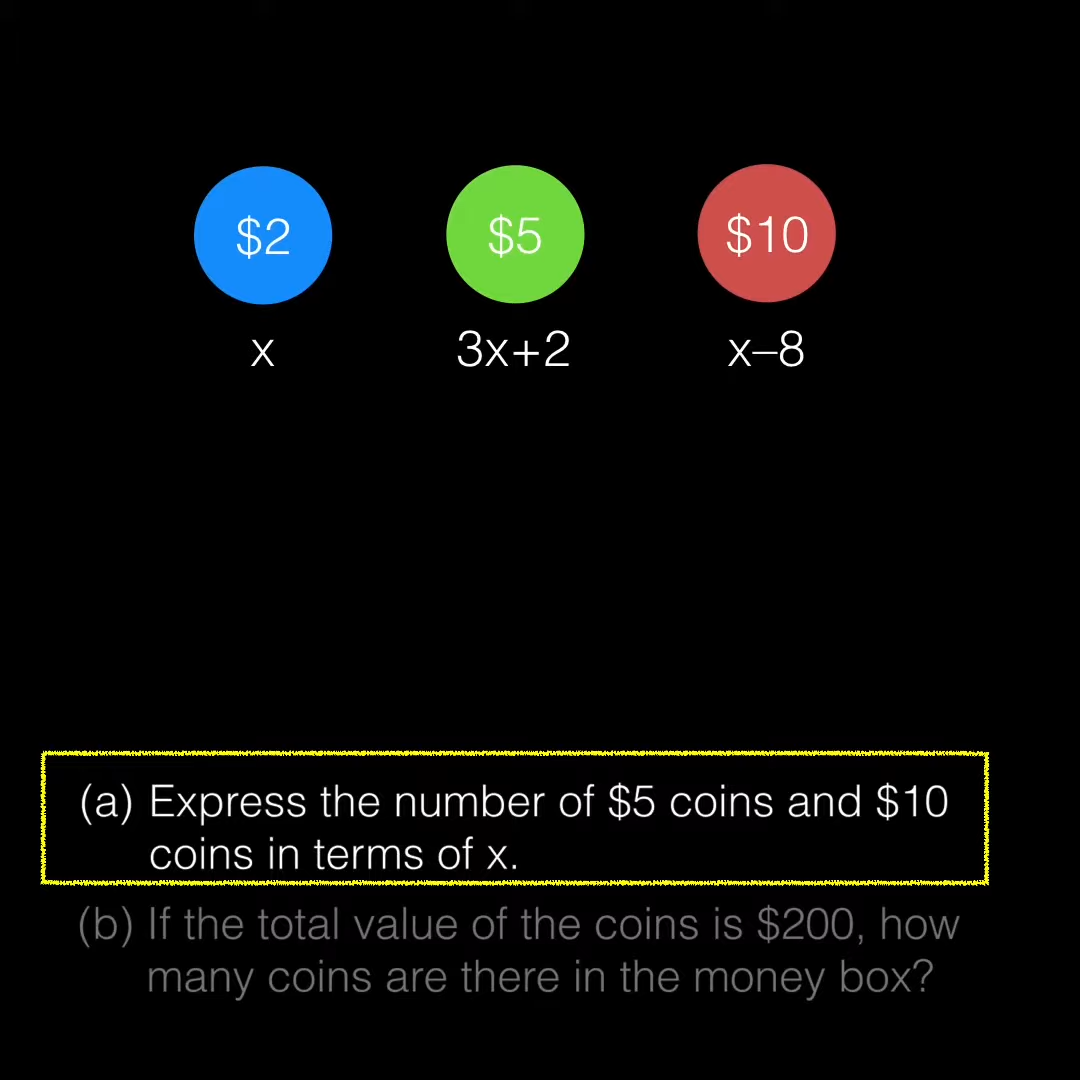 $2 $5 $10
x 3x+2 x–8
(a) Express the number of $5 coins and $10
coins in terms of x.
(b) If the total value of the coins is $200, how
many coins are there in the money box?